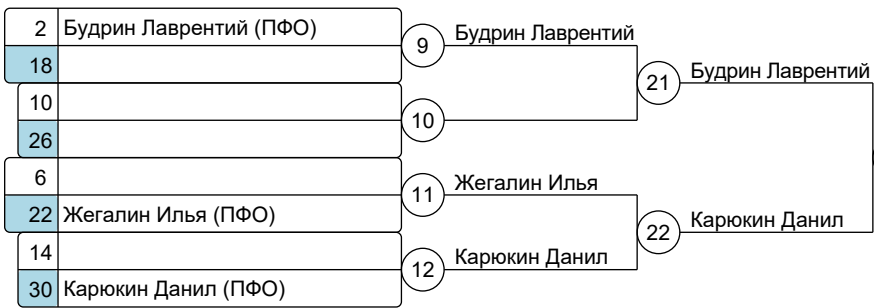 2 Будрин Лаврентий (ПФО)
9 Будрин Лаврентий
18
21 Будрин Лаврентий
10
10
26
6
11 Жегалин Илья
22 Жегалин Илья (ПФО)
22 Карюкин Данил
14
12 Карюкин Данил
30 Карюкин Данил (ПФО)